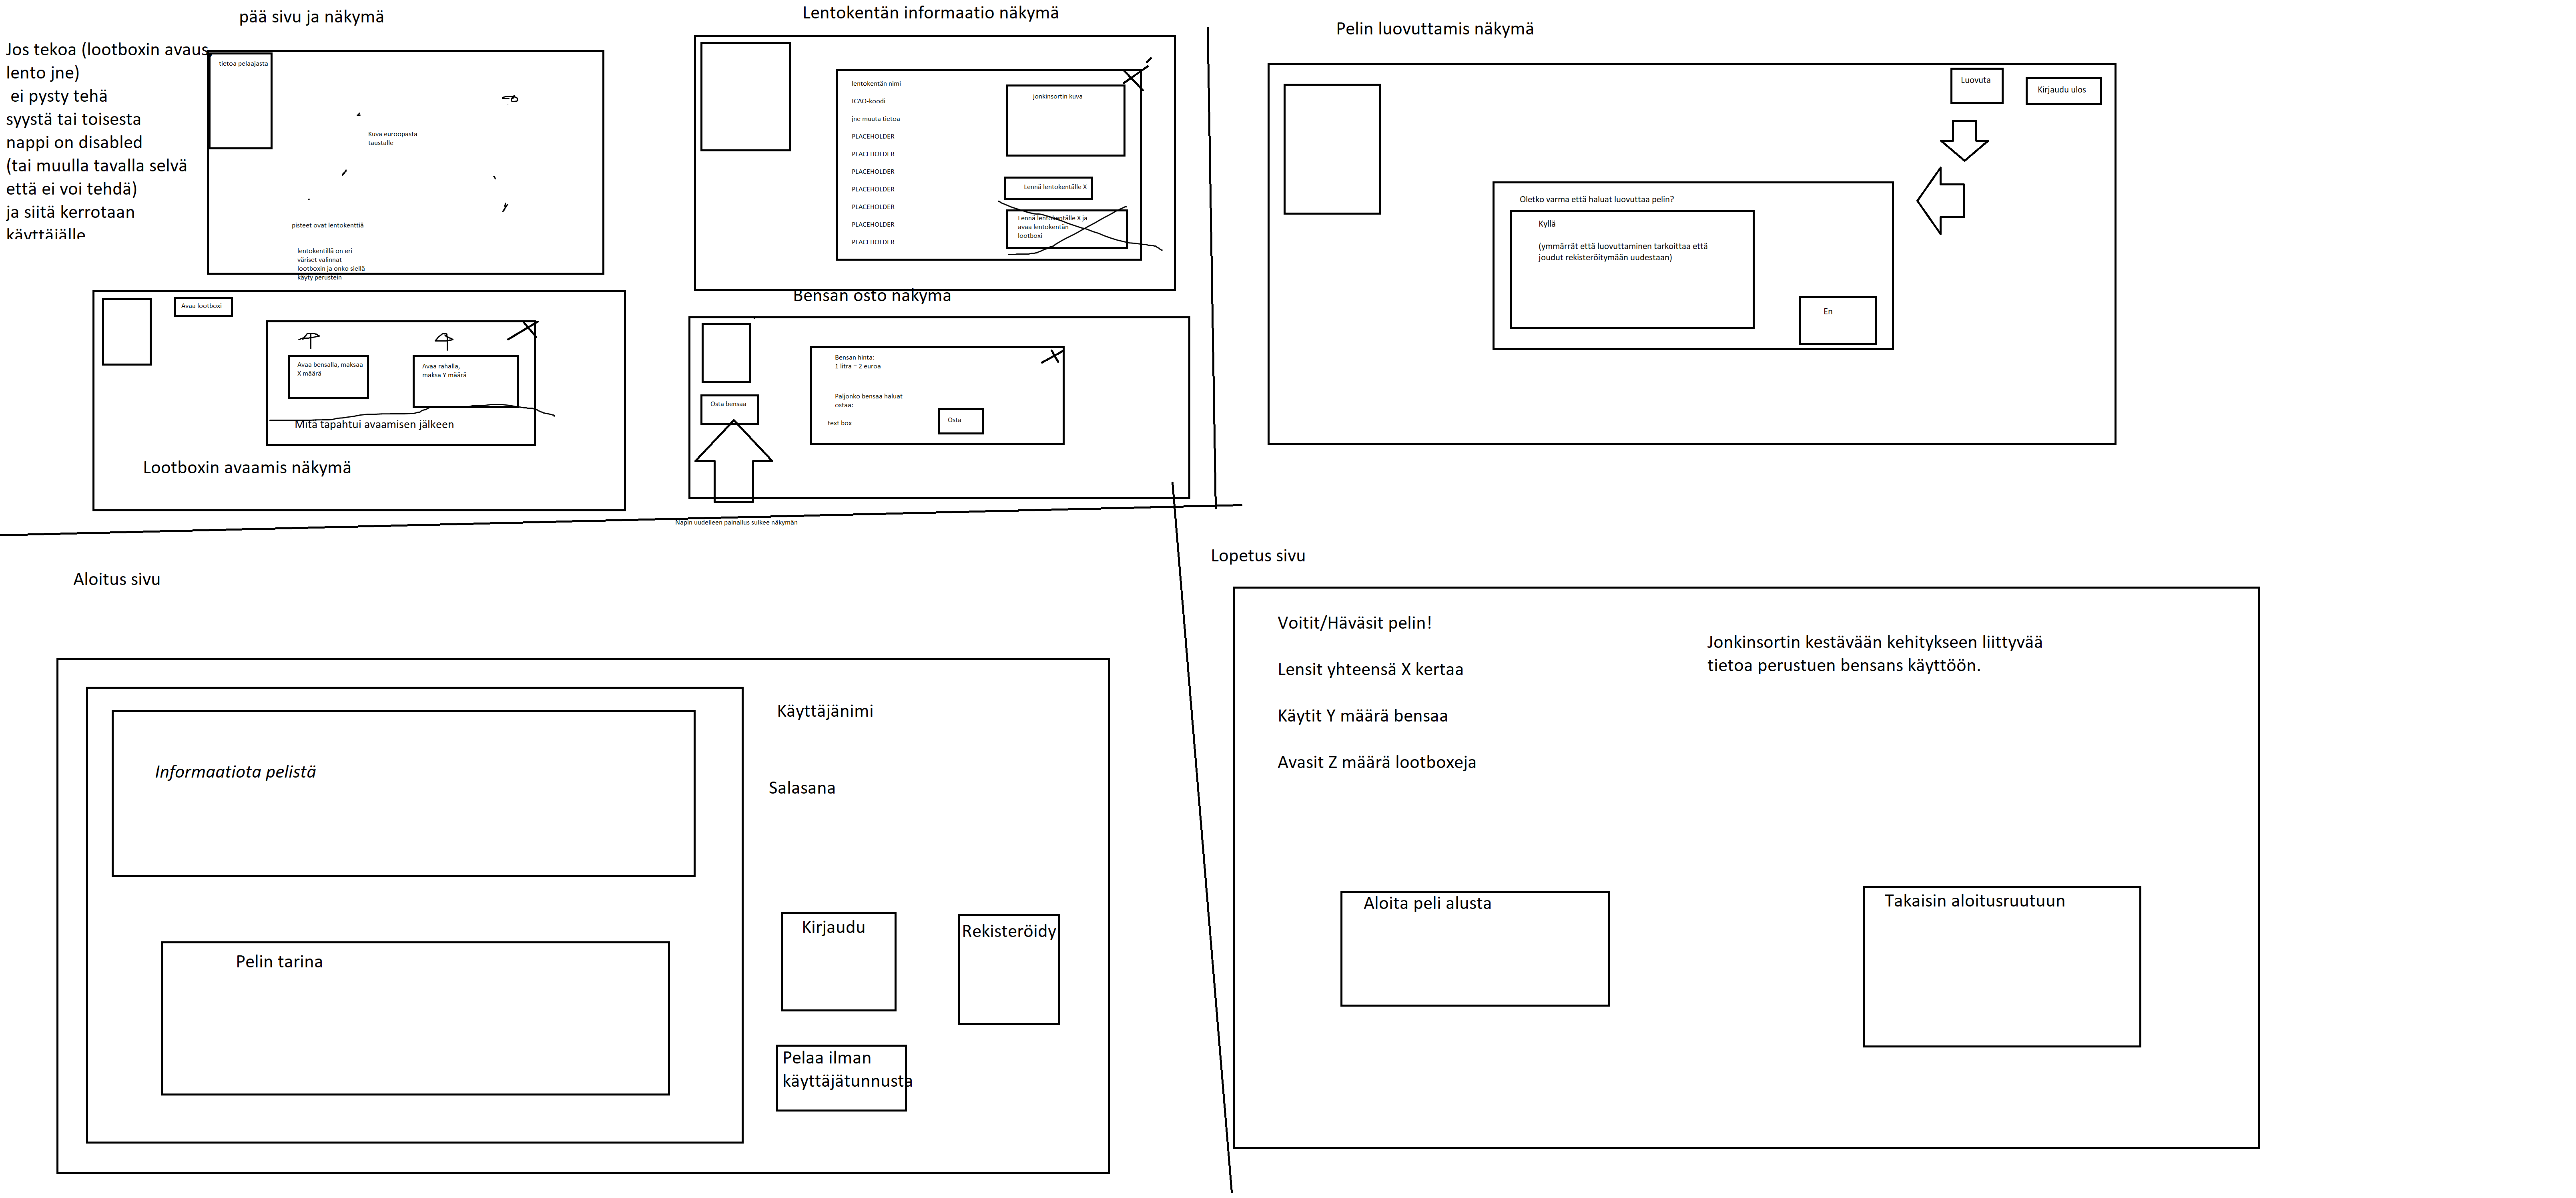 pää sivu ja näkymä
Jos tekoa (lootboxin avaus,
lento jne)
ei pysty tehä
syystä tai toisesta
nappi on disabled
(tai muulla tavalla selvä
että ei voi tehdä)
ja siitä kerrotaan
käyttäjälle
tietoa pelaajasta
Kuva euroopasta
taustalle
pisteet ovat lentokenttiä
lentokentillä on eri
väriset valinnat
lootboxin ja onko siellä
käyty perustein
Lentokentän informaatio näkymä
lentokentän nimi
ICAO-koodi
jne muuta tietoa
PLACEHOLDER
PLACEHOLDER
PLACEHOLDER
PLACEHOLDER
PLACEHOLDER
PLACEHOLDER
PLACEHOLDER
jonkinsortin kuva
Lennä lentokentälle X
Lennä lentokentälle X ja
avaa lentokentän
lootboxi
Pelin luovuttamis näkymä
Luovuta
Kirjaudu ulos
Oletko varma että haluat luovuttaa pelin?
Kyllä
(ymmärrät että luovuttaminen tarkoittaa että
joudut rekisteröitymään uudestaan)
En
Avaa lootboxi
Avaa bensalla, maksaa
X määrä
Avaa rahalla,
maksa Y määrä
Mitä tapahtui avaamisen jälkeen
Lootboxin avaamis näkymä
Bensan osto näkymä
Osta bensaa
Bensan hinta:
1 litra = 2 euroa
Paljonko bensaa haluat
ostaa:
text box
Osta
Napin uudelleen painallus sulkee näkymän
Aloitus sivu
Informaatiota pelistä
Pelin tarina
Käyttäjänimi
Salasana
Kirjaudu
Rekisteröidy
Pelaa ilman
käyttäjätunnusta
Lopetus sivu
Voitit/Häväsit pelin!
Lensit yhteensä X kertaa
Käytit Y määrä bensaa
Avasit Z määrä lootboxeja
Jonkinsortin kestävään kehitykseen liittyvää
tietoa perustuen bensans käyttöön.
Aloita peli alusta
Takaisin aloitusruutuun